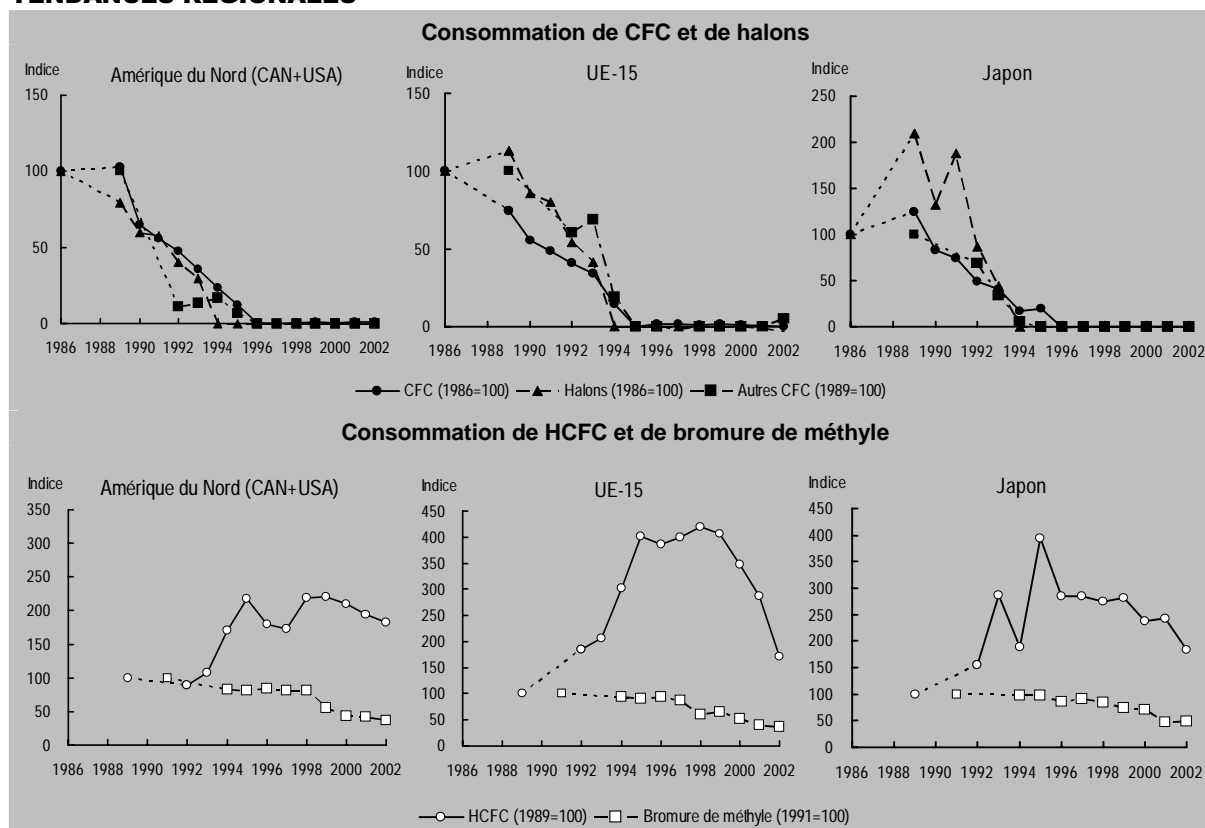 TENDANCES RÉGIONALES
Consommation de CFC et de halons
Indice
Amérique du Nord (CAN+USA)
150
100
50
0
1986 1988 1990 1992 1994 1996 1998 2000 2002
Indice
UE-15
150
100
50
0
1986 1988 1990 1992 1994 1996 1998 2000 2002
Indice
Japon
250
200
150
100
50
0
1986 1988 1990 1992 1994 1996 1998 2000 2002
CFC (1986=100) Halons (1986=100) Autres CFC (1989=100)
Consommation de HCFC et de bromure de méthyle
Indice
Amérique du Nord (CAN+USA)
350
300
250
200
150
100
50
0
1986 1988 1990 1992 1994 1996 1998 2000 2002
Indice
UE-15
450
400
350
300
250
200
150
100
50
0
1986 1988 1990 1992 1994 1996 1998 2000 2002
Indice
Japon
450
400
350
300
250
200
150
100
50
0
1986 1988 1990 1992 1994 1996 1998 2000 2002
HCFC (1989=100) Bromure de méthyle (1991=100)